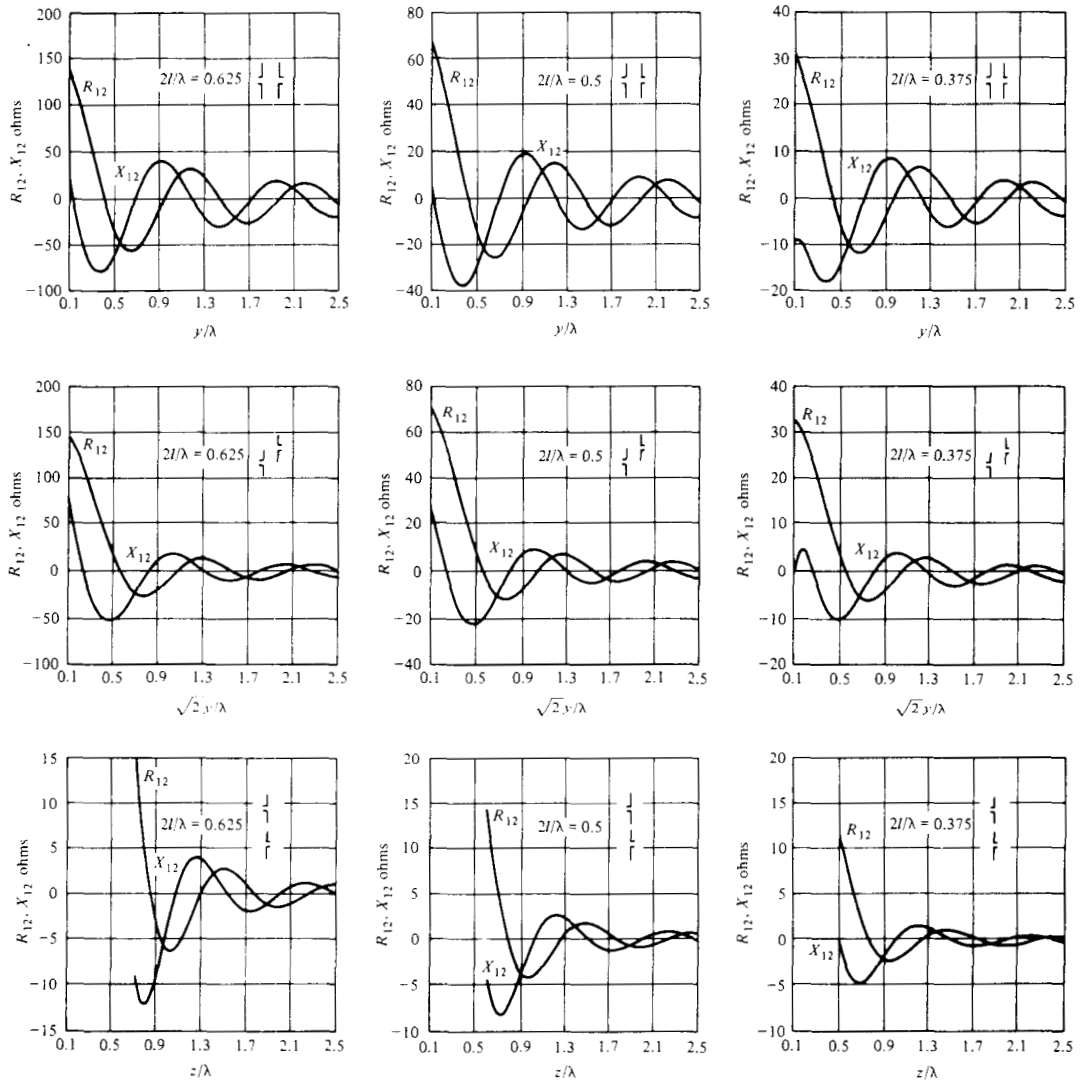 200
150
100
50
0
−50
−100
R12, X12 ohms
R12
X12
2l/λ = 0.625
0.1 0.5 0.9 1.3 1.7 2.1 2.5
y/λ
80
60
40
20
0
−20
−40
R12, X12 ohms
R12
X12
2l/λ = 0.5
0.1 0.5 0.9 1.3 1.7 2.1 2.5
y/λ
40
30
20
10
0
−10
−20
R12, X12 ohms
R12
X12
2l/λ = 0.375
0.1 0.5 0.9 1.3 1.7 2.1 2.5
y/λ
200
150
100
50
0
−50
−100
R12, X12 ohms
R12
X12
2l/λ = 0.625
0.1 0.5 0.9 1.3 1.7 2.1 2.5
√2 y/λ
80
60
40
20
0
−20
−40
R12, X12 ohms
R12
X12
2l/λ = 0.5
0.1 0.5 0.9 1.3 1.7 2.1 2.5
√2 y/λ
40
30
20
10
0
−10
−20
R12, X12 ohms
R12
X12
2l/λ = 0.375
0.1 0.5 0.9 1.3 1.7 2.1 2.5
√2 y/λ
15
10
5
0
−5
−10
−15
R12, X12 ohms
R12
X12
2l/λ = 0.625
0.1 0.5 0.9 1.3 1.7 2.1 2.5
z/λ
20
15
10
5
0
−5
−10
R12, X12 ohms
R12
X12
2l/λ = 0.5
0.1 0.5 0.9 1.3 1.7 2.1 2.5
z/λ
20
15
10
5
0
−5
−10
R12, X12 ohms
R12
X12
2l/λ = 0.375
0.1 0.5 0.9 1.3 1.7 2.1 2.5
z/λ